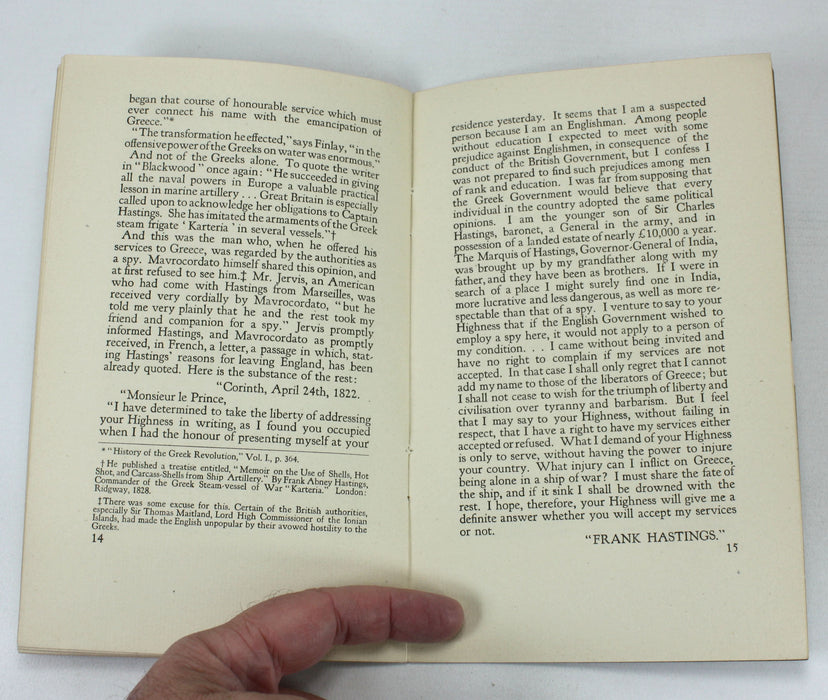 began that course of honourable service which must
ever connect his name with the emancipation of
Greece."*
"The transformation he effected," says Finlay, "in the
offensive power of the Greeks on water was enormous."
And not of the Greeks alone. To quote the writer
in "Blackwood" once again: "He succeeded in giving
all the naval powers in Europe a valuable practical
lesson in marine artillery . . . Great Britain is especially
called upon to acknowledge her obligations to Captain
Hastings. She has imitated the armaments of the Greek
steam frigate 'Karteria' in several vessels."†
And this was the man who, when he offered his
services to Greece, was regarded by the authorities as
a spy. Mavrocordato himself shared this opinion, and
at first refused to see him.‡ Mr. Jervis, an American
who had come with Hastings from Marseilles, was
received very cordially by Mavrocordato, "but he
told me very plainly that he and the rest took my
friend and companion for a spy." Jervis promptly
informed Hastings, and Mavrocordato as promptly
received, in French, a letter, a passage in which, stat-
ing Hastings' reasons for leaving England, has been
already quoted. Here is the substance of the rest:
"Corinth, April 24th, 1822.
"Monsieur le Prince,
"I have determined to take the liberty of addressing
your Highness in writing, as I found you occupied
when I had the honour of presenting myself at your
* "History of the Greek Revolution," Vol. I., p. 364.
† He published a treatise entitled, "Memoir on the Use of Shells, Hot
Shot, and Carcass-Shells from Ship Artillery." By Frank Abney Hastings,
Commander of the Greek Steam-vessel of War "Karteria." London:
Ridgway, 1828.
‡ There was some excuse for this. Certain of the British authorities,
especially Sir Thomas Maitland, Lord High Commissioner of the Ionian
Islands, had made the English unpopular by their avowed hostility to the
Greeks.
14
residence yesterday. It seems that I am a suspected
person because I am an Englishman. Among people
without education I expected to meet with some
prejudice against Englishmen, in consequence of the
conduct of the British Government, but I confess I
was not prepared to find such prejudices among men
of rank and education. I was far from supposing that
the Greek Government would believe that every
individual in the country adopted the same political
opinions. I am the younger son of Sir Charles
Hastings, baronet, a General in the army, and in
possession of a landed estate of nearly £10,000 a year.
The Marquis of Hastings, Governor-General of India,
was brought up by my grandfather along with my
father, and they have been as brothers. If I were in
search of a place I might surely find one in India,
more lucrative and less dangerous, as well as more re-
spectable than that of a spy. I venture to say to your
Highness that if the English Government wished to
employ a spy here, it would not apply to a person of
my condition. . . I came without being invited and
have no right to complain if my services are not
accepted. In that case I shall only regret that I cannot
add my name to those of the liberators of Greece; but
I shall not cease to wish for the triumph of liberty and
civilisation over tyranny and barbarism. But I feel
that I may say to your Highness, without failing in
respect, that I have a right to have my services either
accepted or refused. What I demand of your Highness
is only to serve, without having the power to injure
your country. What injury can I inflict on Greece,
being alone in a ship of war? I must share the fate of
the ship, and if it sink I shall be drowned with the
rest. I hope, therefore, your Highness will give me a
definite answer whether you will accept my services
or not.
"FRANK HASTINGS."
15